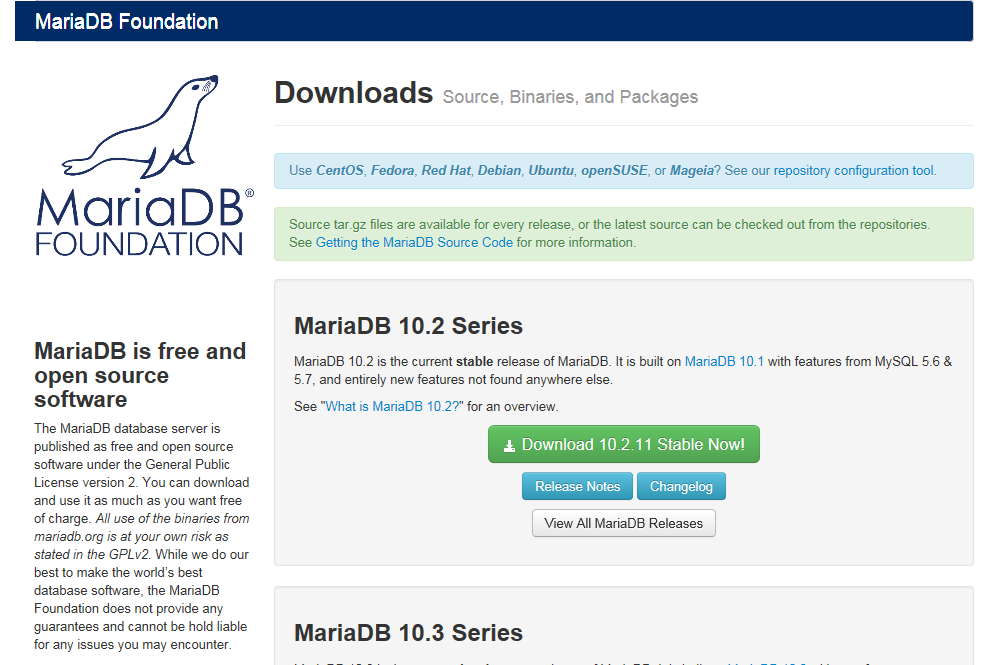 MariaDB Foundation
MariaDB®
FOUNDATION
MariaDB is free and
open source
software
The MariaDB database server is
published as free and open source
software under the General Public
License version 2. You can download
and use it as much as you want free
of charge. All use of the binaries from
mariadb.org is at your own risk as
stated in the GPLv2. While we do our
best to make the world's best
database software, the MariaDB
Foundation does not provide any
guarantees and cannot be hold liable
for any issues you may encounter.
Downloads Source, Binaries, and Packages
Use CentOS, Fedora, Red Hat, Debian, Ubuntu, openSUSE, or Mageia? See our repository configuration tool.
Source tar.gz files are available for every release, or the latest source can be checked out from the repositories.
See Getting the MariaDB Source Code for more information.
MariaDB 10.2 Series
MariaDB 10.2 is the current stable release of MariaDB. It is built on MariaDB 10.1 with features from MySQL 5.6 &
5.7, and entirely new features not found anywhere else.
See "What is MariaDB 10.2?" for an overview.
Download 10.2.11 Stable Now!
Release Notes Changelog
View All MariaDB Releases
MariaDB 10.3 Series